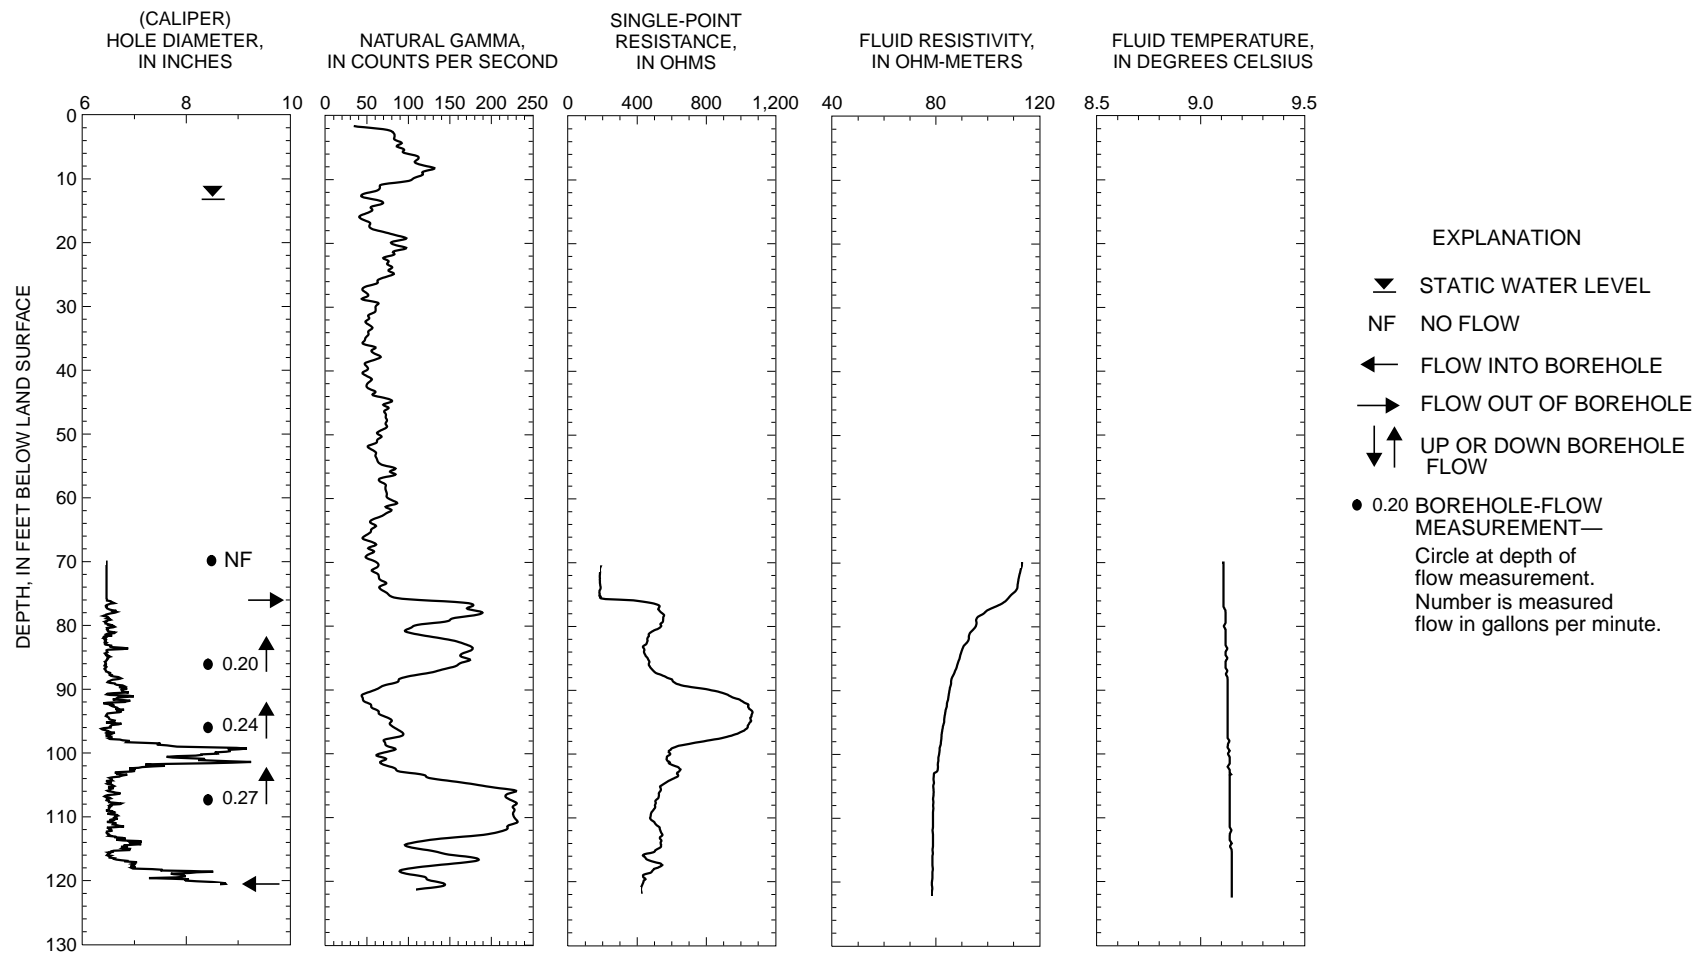 (CALIPER)
HOLE DIAMETER,
IN INCHES
NATURAL GAMMA,
IN COUNTS PER SECOND
SINGLE-POINT
RESISTANCE,
IN OHMS
FLUID RESISTIVITY,
IN OHM-METERS
FLUID TEMPERATURE,
IN DEGREES CELSIUS
6 8 10
0 50 100 200 250
0 400 800 1,200
40 80 120
8.5 9.0 9.5
DEPTH, IN FEET BELOW LAND SURFACE
0
10
20
30
40
50
60
70
80
90
100
110
120
130
NF
0.20
0.24
0.27
EXPLANATION
STATIC WATER LEVEL
NF NO FLOW
FLOW INTO BOREHOLE
FLOW OUT OF BOREHOLE
UP OR DOWN BOREHOLE
FLOW
0.20 BOREHOLE-FLOW
MEASUREMENT—
Circle at depth of
flow measurement.
Number is measured
flow in gallons per minute.